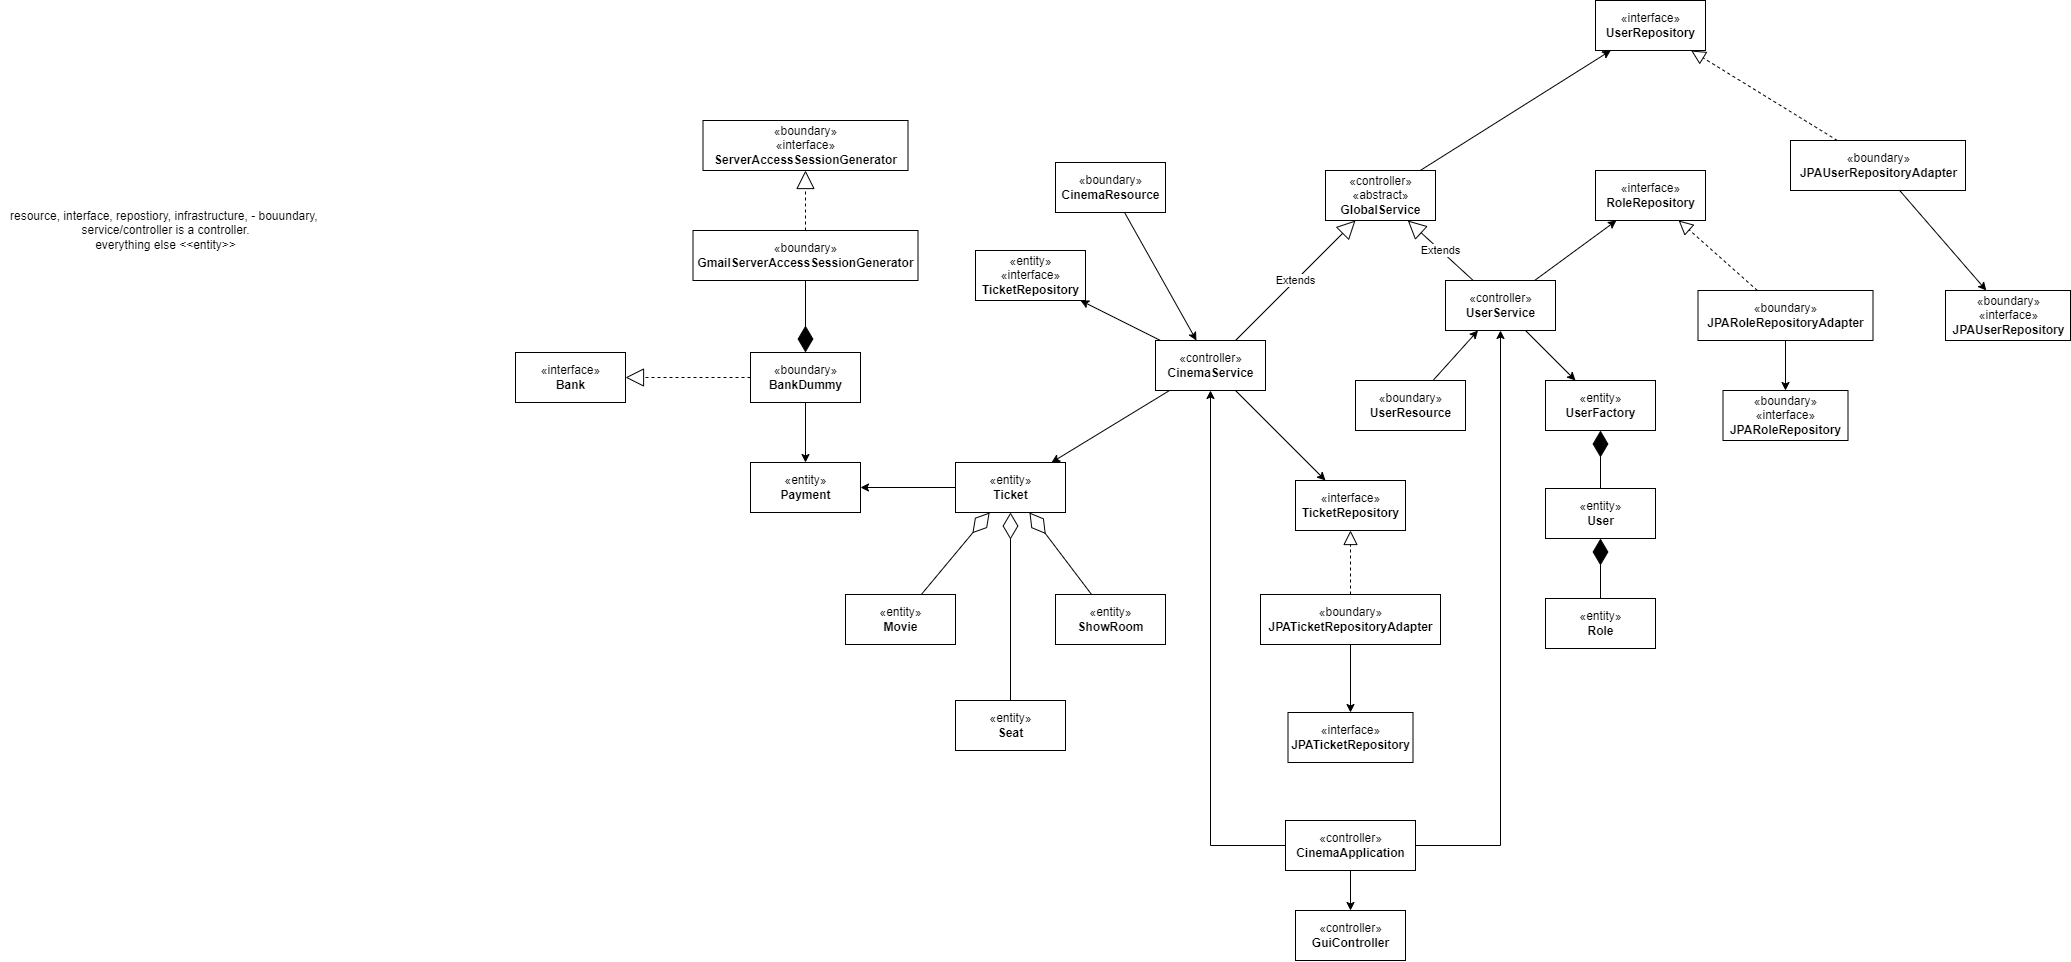 «interface»
UserRepository
«boundary»
«interface»
ServerAccessSessionGenerator
«boundary»
JPAUserRepositoryAdapter
«boundary»
CinemaResource
«controller»
«abstract»
GlobalService
«interface»
RoleRepository
resource, interface, repostiory, infrastructure, - bouundary,
service/controller is a controller.
everything else <<entity>>
«boundary»
GmailServerAccessSessionGenerator
Extends
«entity»
«interface»
TicketRepository
Extends
«controller»
UserService
«boundary»
JPARoleRepositoryAdapter
«boundary»
«interface»
JPAUserRepository
«interface»
Bank
«boundary»
BankDummy
«controller»
CinemaService
«boundary»
UserResource
«entity»
UserFactory
«boundary»
«interface»
JPARoleRepository
«entity»
Payment
«entity»
Ticket
«interface»
TicketRepository
«entity»
User
«entity»
Movie
«entity»
ShowRoom
«boundary»
JPATicketRepositoryAdapter
«entity»
Role
«entity»
Seat
«interface»
JPATicketRepository
«controller»
CinemaApplication
«controller»
GuiController